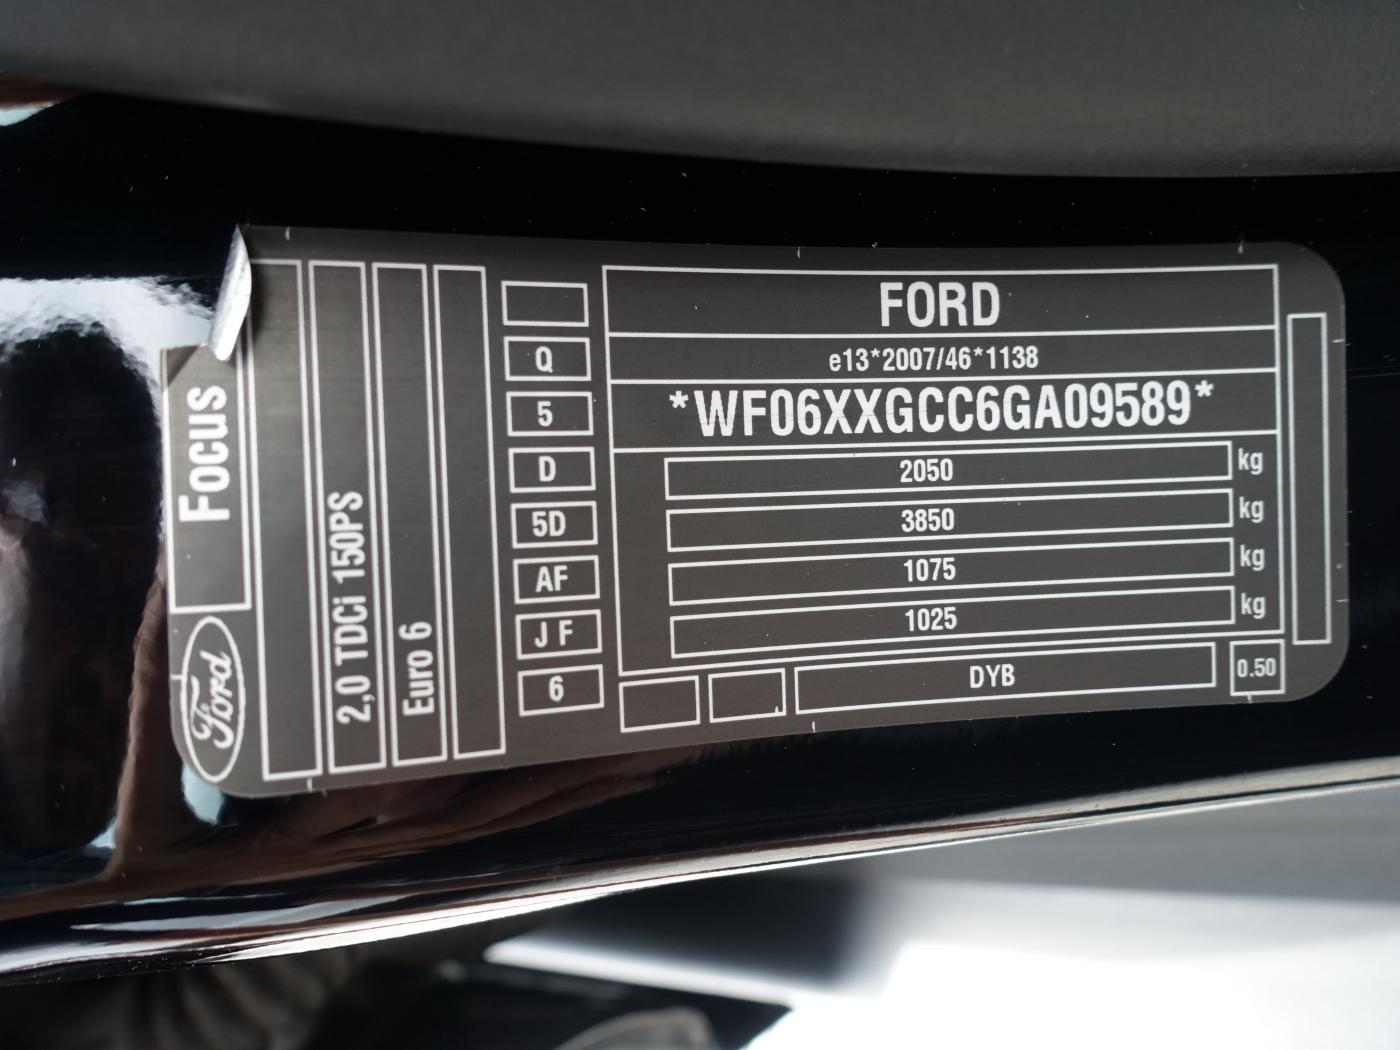 Ford
Focus
2,0 TDCi 150PS
Euro 6
Q
5
D
5D
AF
J F
6
FORD
e13*2007/46*1138
*WF06XXGCC6GA09589*
2050 kg
3850 kg
1075 kg
1025 kg
DYB
0.50